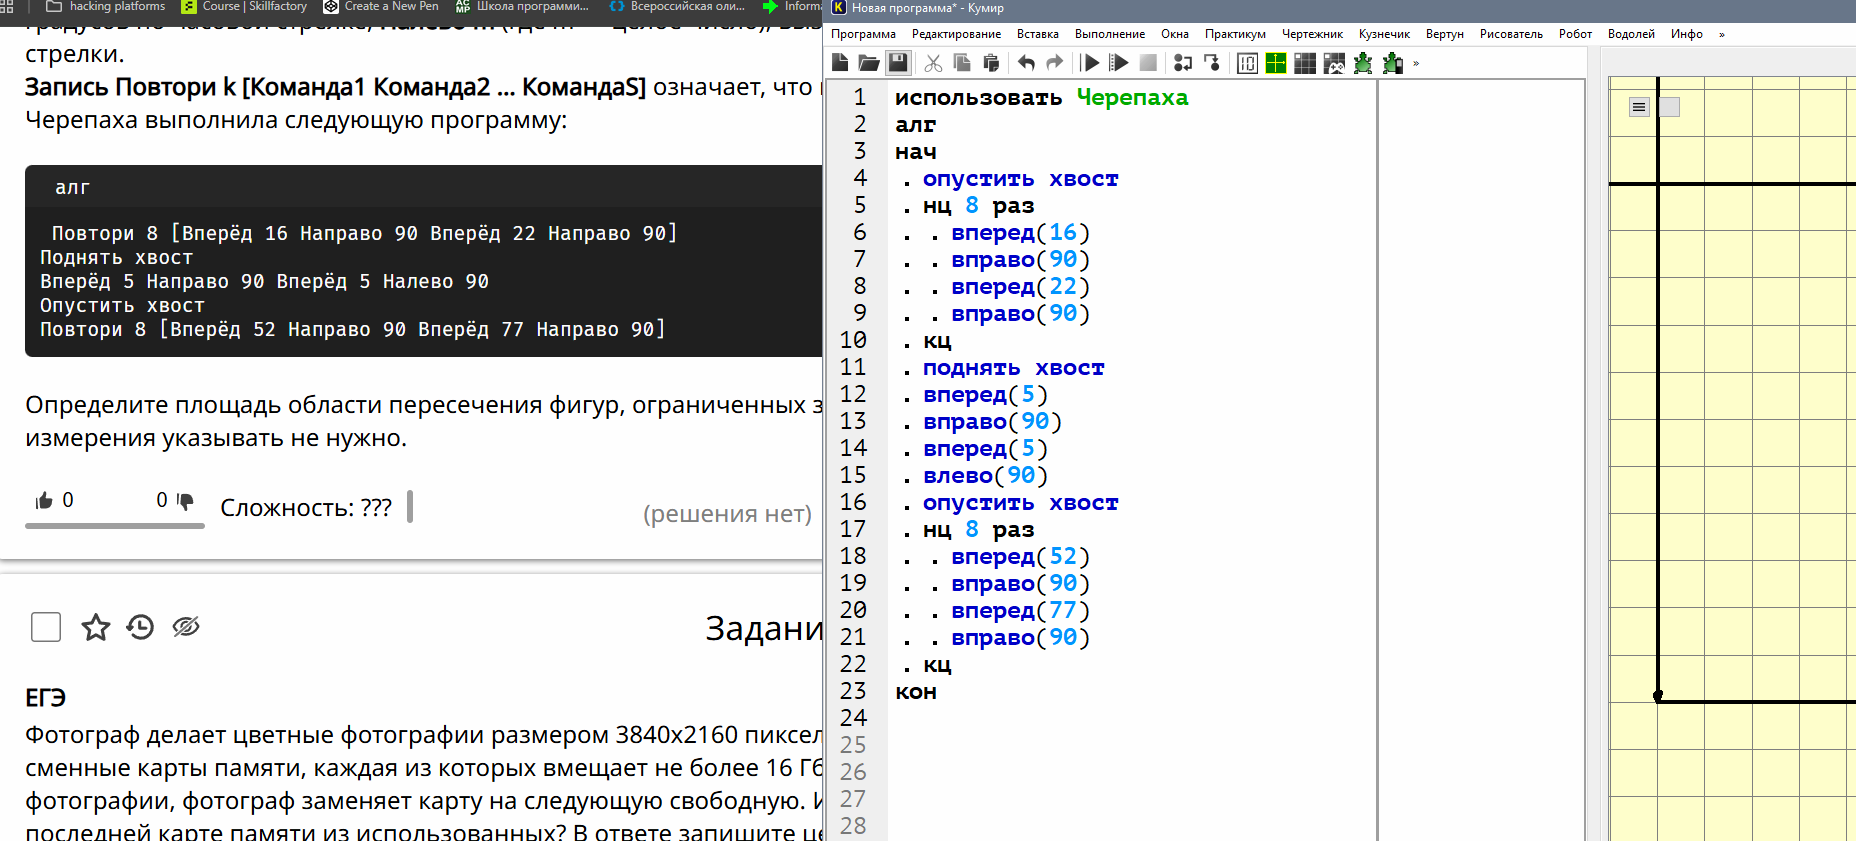 hacking platforms
Course | Skillfactory
Create a New Pen
Школа программи...
Всероссийская оли...
Inform
стрелки.
Запись Повтори k [Команда1 Команда2 ... КомандаS] означает, что
Черепаха выполнила следующую программу:
алг
Повтори 8 [Вперёд 16 Направо 90 Вперёд 22 Направо 90]
Поднять хвост
Вперёд 5 Направо 90 Вперёд 5 Налево 90
Опустить хвост
Повтори 8 [Вперёд 52 Направо 90 Вперёд 77 Направо 90]
Определите площадь области пересечения фигур, ограниченных з
измерения указывать не нужно.
0
0
Сложность: ???
(решения нет)
Задани
ЕГЭ
Фотограф делает цветные фотографии размером 3840x2160 пиксел
сменные карты памяти, каждая из которых вмещает не более 16 Гб
фотографии, фотограф заменяет карту на следующую свободную. И
последней карте памяти из использованных? В ответе запишите це
Новая программа* - Кумир
Программа Редактирование Вставка Выполнение Окна Практикум Чертежник Кузнечик Вертун Рисователь Робот Водолей Инфо »
1 использовать Черепаха
2 алг
3 нач
4 . опустить хвост
5 . нц 8 раз
6 . . вперед(16)
7 . . вправо(90)
8 . . вперед(22)
9 . . вправо(90)
10 . кц
11 . поднять хвост
12 . вперед(5)
13 . вправо(90)
14 . вперед(5)
15 . влево(90)
16 . опустить хвост
17 . нц 8 раз
18 . . вперед(52)
19 . . вправо(90)
20 . . вперед(77)
21 . . вправо(90)
22 . кц
23 кон
24
25
26
27
28